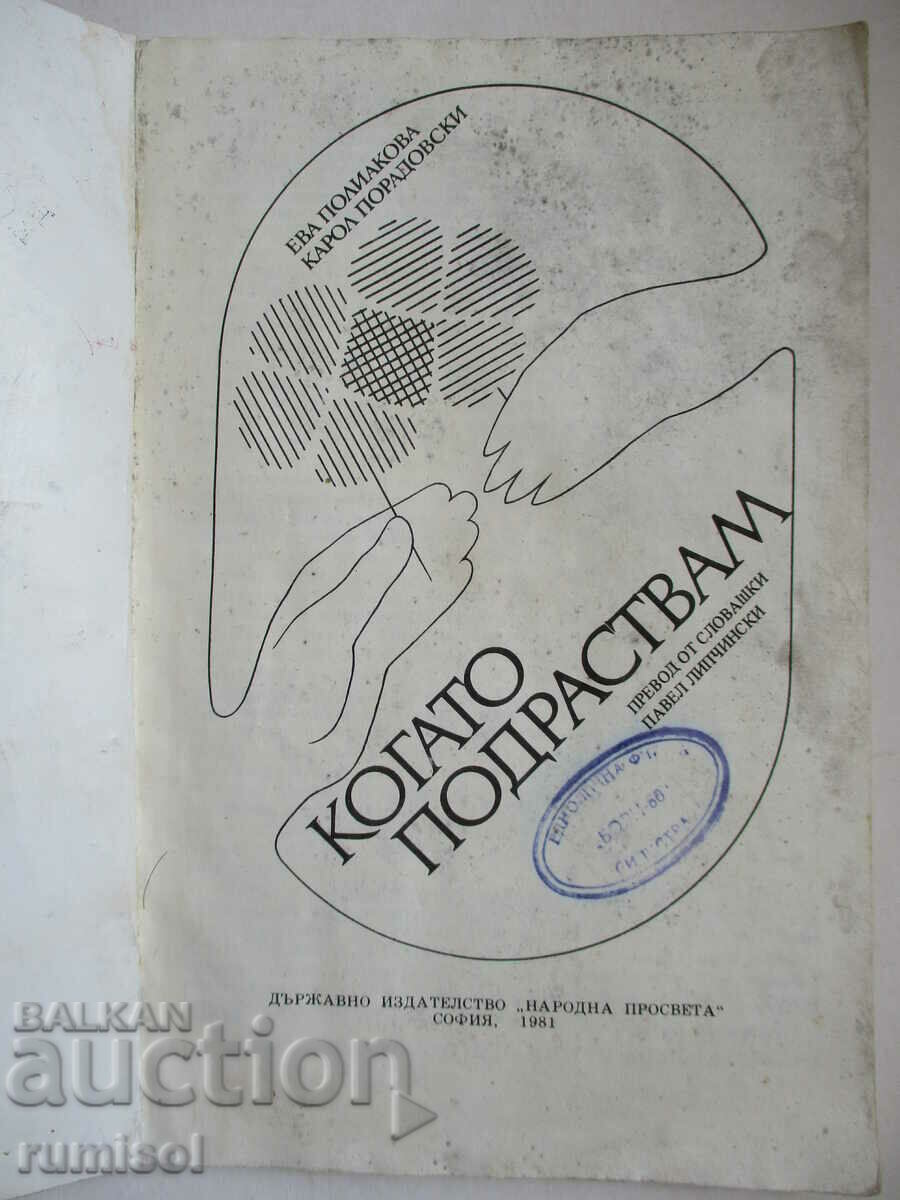 ЕВА ПОЛИАКОВА
КАРОЛ ПОРАДОВСКИ
КОГАТО
ПОДРАСТВАМ
ПРЕВОД ОТ СЛОВАШКИ
ПАВЕЛ ЛИПЧИНСКИ
ДЪРЖАВНО ИЗДАТЕЛСТВО „НАРОДНА ПРОСВЕТА“
СОФИЯ, 1981
BALKAN
auction
rumisol